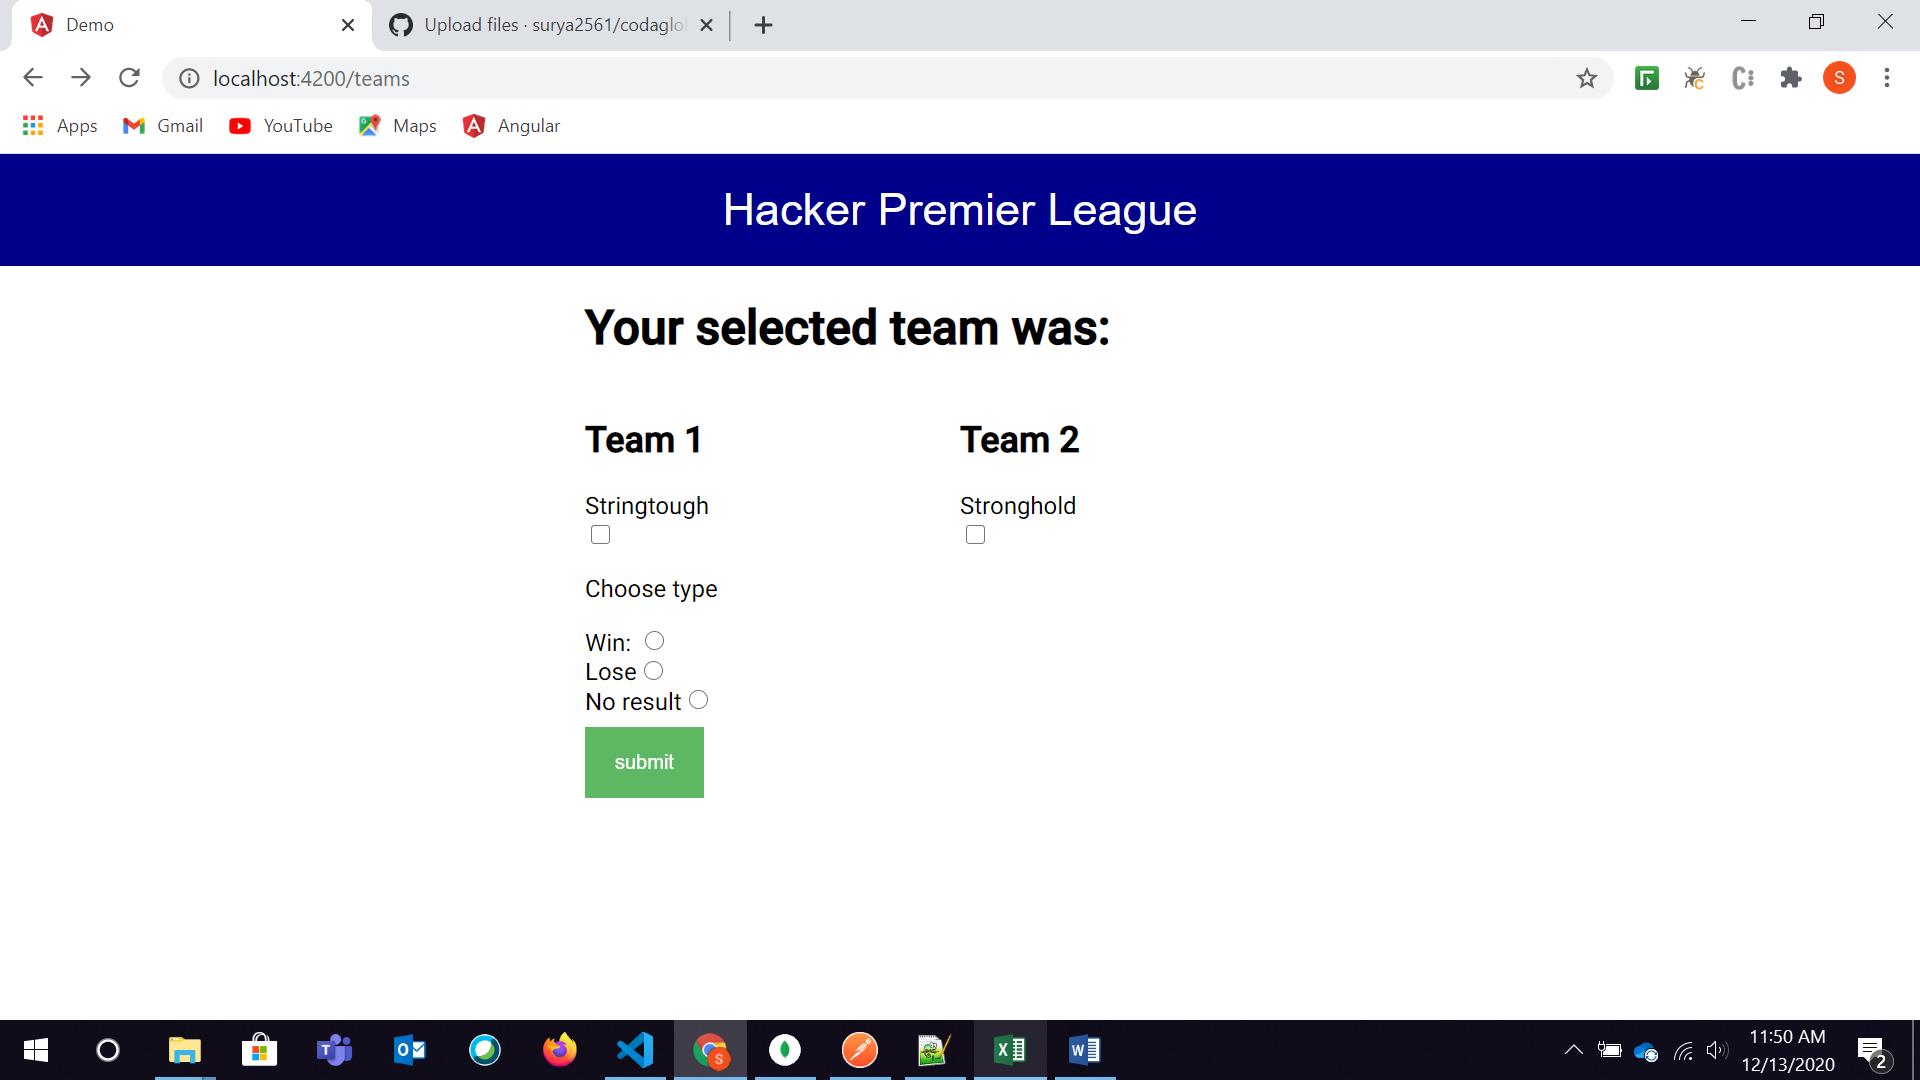 Demo
Upload files · surya2561/codaglo
localhost:4200/teams
S
Apps
Gmail
YouTube
Maps
Angular
Hacker Premier League
Your selected team was:
Team 1
Team 2
Stringtough
Stronghold
Choose type
Win:
Lose
No result
submit
11:50 AM
12/13/2020
2